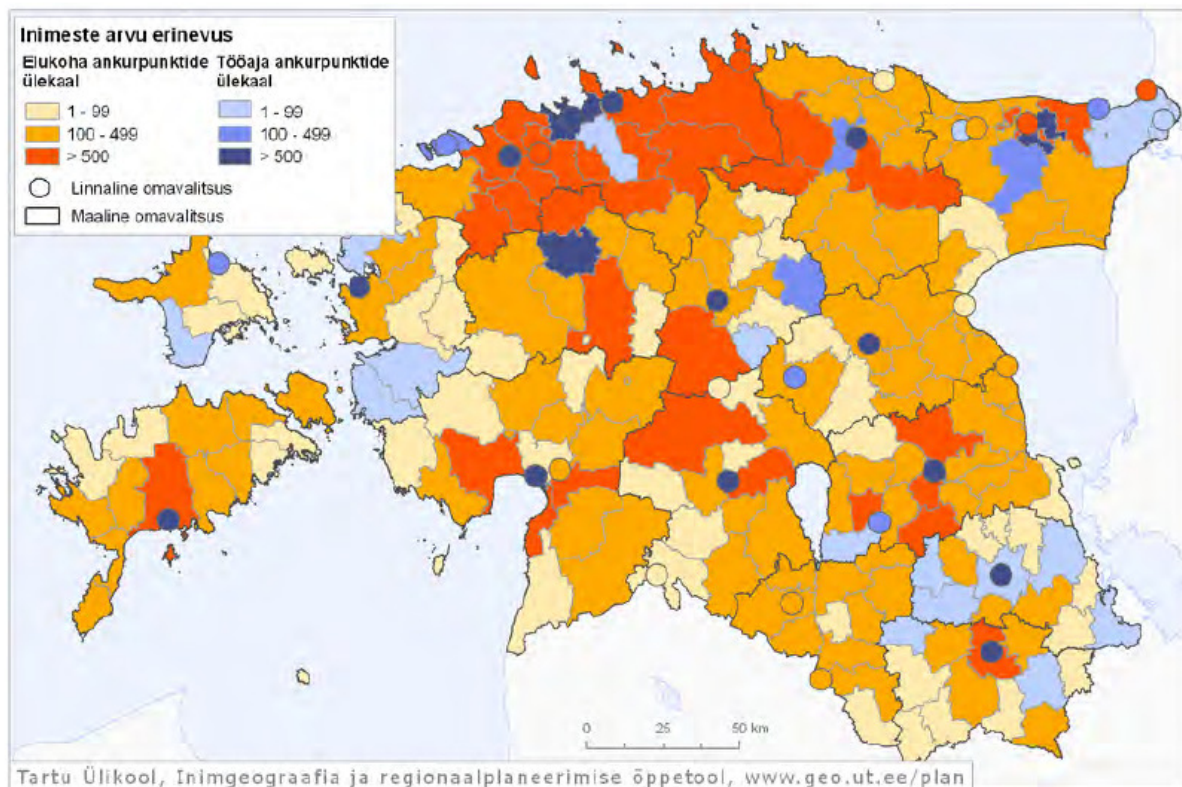 Inimeste arvu erinevus
Elukoha ankurpunktide ülekaal
1 - 99
100 - 499
> 500
Tööaja ankurpunktide ülekaal
1 - 99
100 - 499
> 500
Linnaline omavalitsus
Maaline omavalitsus
0 25 50 km
Tartu Ülikool, Inimgeograafia ja regionaalplaneerimise õppetool, www.geo.ut.ee/plan